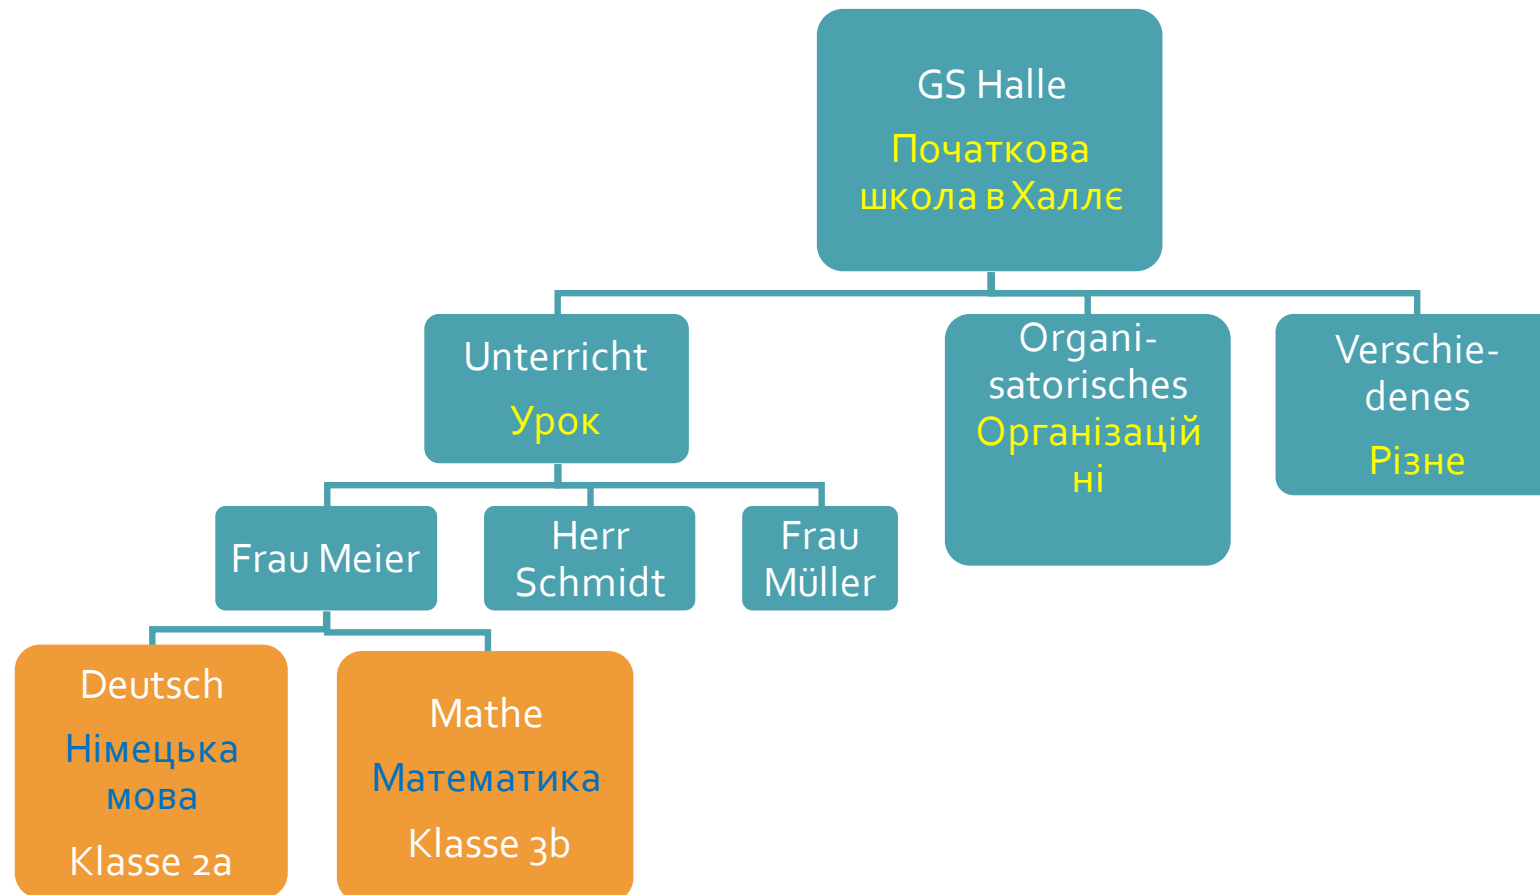 GS Halle
Початкова
школа в Халлє
Unterricht
Урок
Organi-
satorisches
Організацій
ні
Verschie-
denes
Різне
Frau Meier
Herr
Schmidt
Frau
Müller
Deutsch
Німецька
мова
Klasse 2a
Mathe
Математика
Klasse 3b